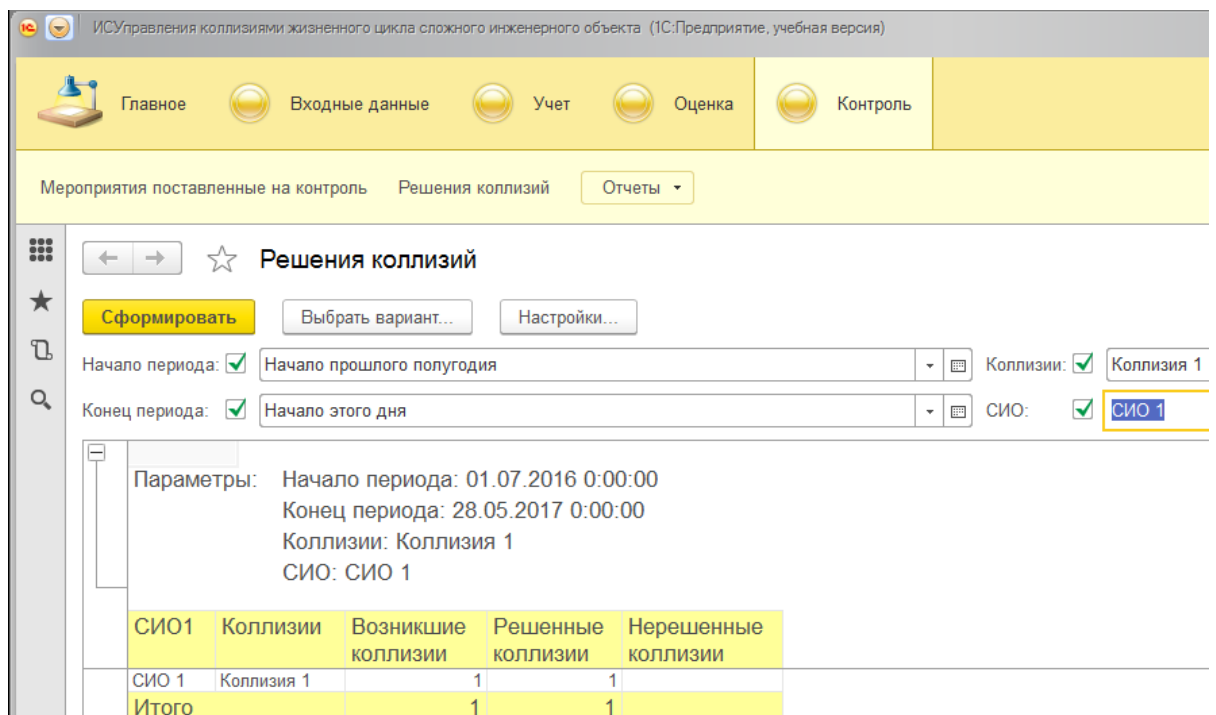 1С ИСУправления коллизиями жизненного цикла сложного инженерного объекта (1С:Предприятие, учебная версия)
Главное Входные данные Учет Оценка Контроль
Мероприятия поставленные на контроль Решения коллизий Отчеты
Решения коллизий
Сформировать Выбрать вариант... Настройки...
Начало периода: Начало прошлого полугодия Коллизии: Коллизия 1
Конец периода: Начало этого дня СИО: СИО 1
Параметры: Начало периода: 01.07.2016 0:00:00
Конец периода: 28.05.2017 0:00:00
Коллизии: Коллизия 1
СИО: СИО 1
СИО1 Коллизии Возникшие Решенные Нерешенные
коллизии коллизии коллизии
СИО 1 Коллизия 1 1 1
Итого 1 1